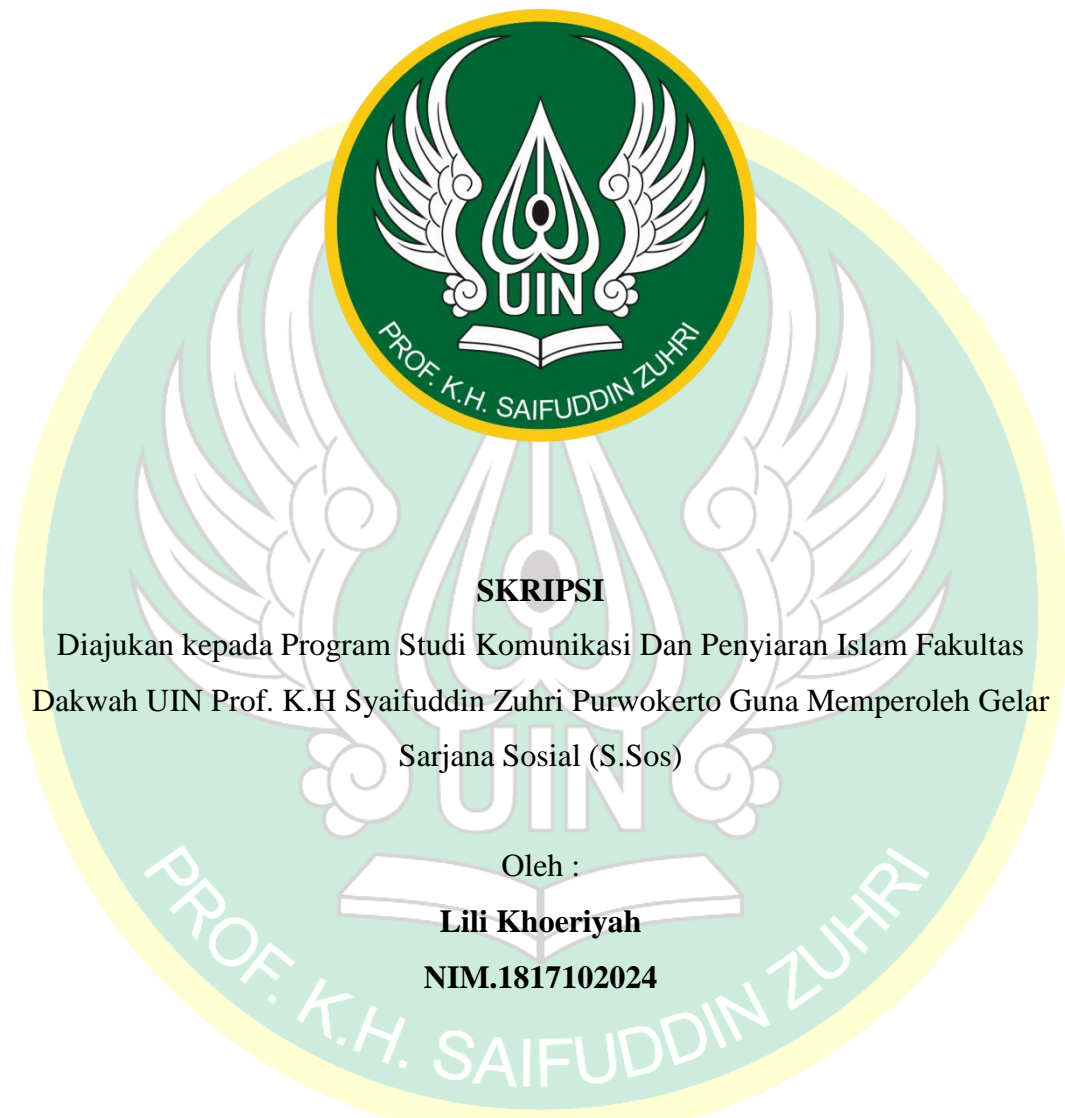 UIN
PROF. K.H. SAIFUDDIN ZUHRI
SKRIPSI
Diajukan kepada Program Studi Komunikasi Dan Penyiaran Islam Fakultas
Dakwah UIN Prof. K.H Syaifuddin Zuhri Purwokerto Guna Memperoleh Gelar
Sarjana Sosial (S.Sos)
Oleh :
Lili Khoeriyah
NIM.1817102024
UIN
PROF. K.H. SAIFUDDIN ZUHRI